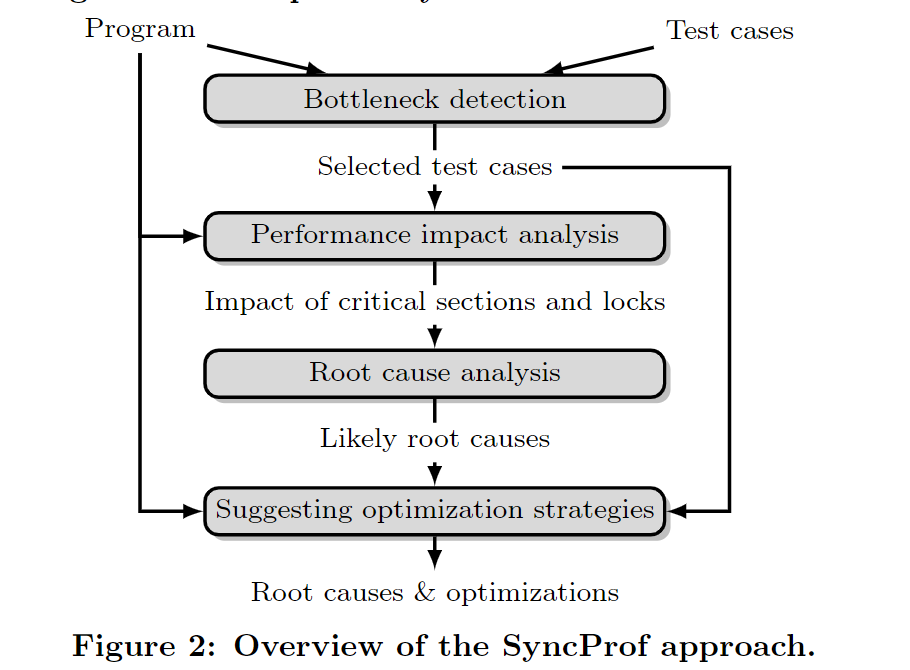 Program
Test cases
Bottleneck detection
Selected test cases
Performance impact analysis
Impact of critical sections and locks
Root cause analysis
Likely root causes
Suggesting optimization strategies
Root causes & optimizations
Figure 2: Overview of the SyncProf approach.